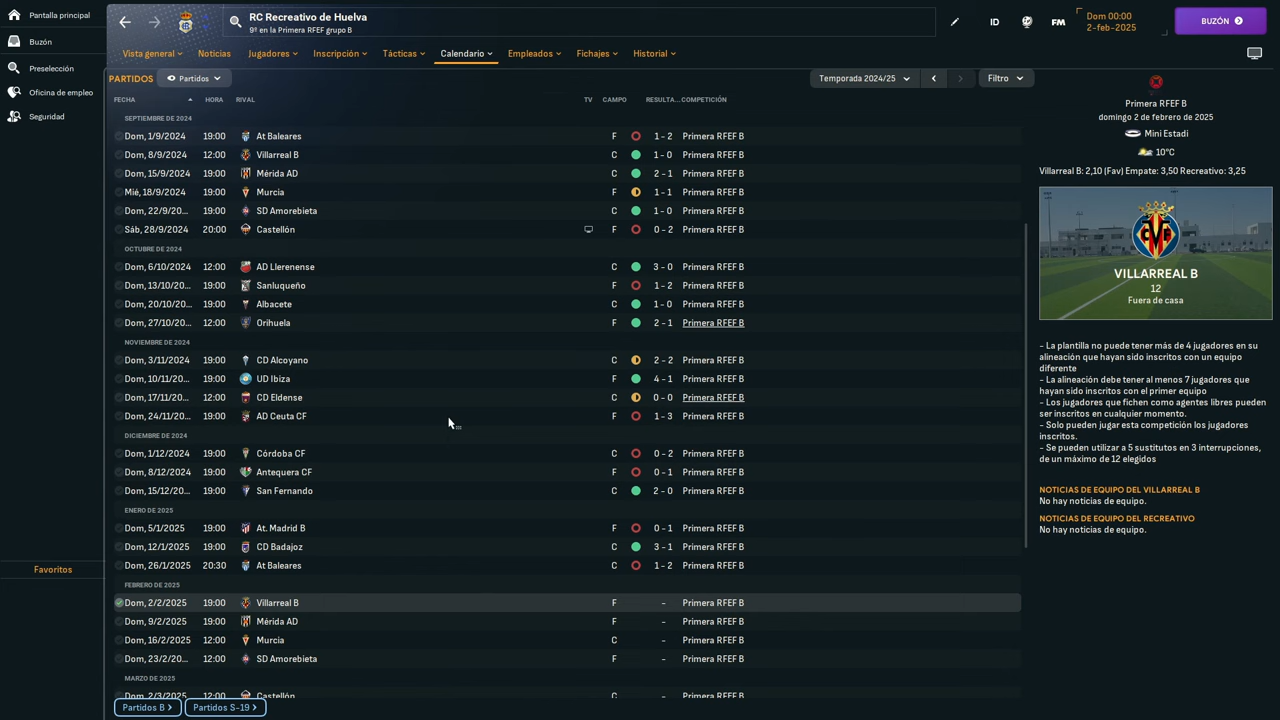 Pantalla principal
Buzón
Preselección
Oficina de empleo
Seguridad
Favoritos
RC Recreativo de Huelva
9º en la Primera RFEF grupo B
ID
FM
Dom 00:00
2-feb-2025
BUZÓN
Vista general
Noticias
Jugadores
Inscripción
Tácticas
Calendario
Empleados
Fichajes
Historial
PARTIDOS
Partidos
Temporada 2024/25
Filtro
FECHA HORA RIVAL TV CAMPO RESULTA... COMPETICIÓN
SEPTIEMBRE DE 2024
Dom, 1/9/2024 19:00 At Baleares F 1 - 2 Primera RFEF B
Dom, 8/9/2024 12:00 Villarreal B C 1 - 0 Primera RFEF B
Dom, 15/9/2024 19:00 Mérida AD C 2 - 1 Primera RFEF B
Mié, 18/9/2024 19:00 Murcia F 1 - 1 Primera RFEF B
Dom, 22/9/20... 19:00 SD Amorebieta C 1 - 0 Primera RFEF B
Sáb, 28/9/2024 20:00 Castellón F 0 - 2 Primera RFEF B
OCTUBRE DE 2024
Dom, 6/10/2024 12:00 AD Llerenense C 3 - 0 Primera RFEF B
Dom, 13/10/20... 19:00 Sanluqueño F 1 - 2 Primera RFEF B
Dom, 20/10/20... 19:00 Albacete C 1 - 0 Primera RFEF B
Dom, 27/10/20... 12:00 Orihuela F 2 - 1 Primera RFEF B
NOVIEMBRE DE 2024
Dom, 3/11/2024 19:00 CD Alcoyano C 2 - 2 Primera RFEF B
Dom, 10/11/20... 19:00 UD Ibiza F 4 - 1 Primera RFEF B
Dom, 17/11/20... 12:00 CD Eldense C 0 - 0 Primera RFEF B
Dom, 24/11/20... 19:00 AD Ceuta CF F 1 - 3 Primera RFEF B
DICIEMBRE DE 2024
Dom, 1/12/2024 19:00 Córdoba CF C 0 - 2 Primera RFEF B
Dom, 8/12/2024 19:00 Antequera CF F 0 - 1 Primera RFEF B
Dom, 15/12/20... 19:00 San Fernando C 2 - 0 Primera RFEF B
ENERO DE 2025
Dom, 5/1/2025 19:00 At. Madrid B F 0 - 1 Primera RFEF B
Dom, 12/1/2025 19:00 CD Badajoz C 3 - 1 Primera RFEF B
Dom, 26/1/2025 20:30 At Baleares C 1 - 2 Primera RFEF B
FEBRERO DE 2025
Dom, 2/2/2025 19:00 Villarreal B F - Primera RFEF B
Dom, 9/2/2025 19:00 Mérida AD F - Primera RFEF B
Dom, 16/2/2025 12:00 Murcia C - Primera RFEF B
Dom, 23/2/20... 12:00 SD Amorebieta F - Primera RFEF B
MARZO DE 2025
Dom, 2/3/2025 12:00 Castellón C - Primera RFEF B
Partidos B
Partidos S-19
Primera RFEF B
domingo 2 de febrero de 2025
Mini Estadi
10°C
Villarreal B: 2,10 (Fav) Empate: 3,50 Recreativo: 3,25
VILLARREAL B
12
Fuera de casa
- La plantilla no puede tener más de 4 jugadores en su
alineación que hayan sido inscritos con un equipo
diferente
- La alineación debe tener al menos 7 jugadores que
hayan sido inscritos con el primer equipo
- Los jugadores que fichen como agentes libres pueden
ser inscritos en cualquier momento.
- Solo pueden jugar esta competición los jugadores
inscritos.
- Se pueden utilizar a 5 sustitutos en 3 interrupciones,
de un máximo de 12 elegidos
NOTICIAS DE EQUIPO DEL VILLARREAL B
No hay noticias de equipo.
NOTICIAS DE EQUIPO DEL RECREATIVO
No hay noticias de equipo.